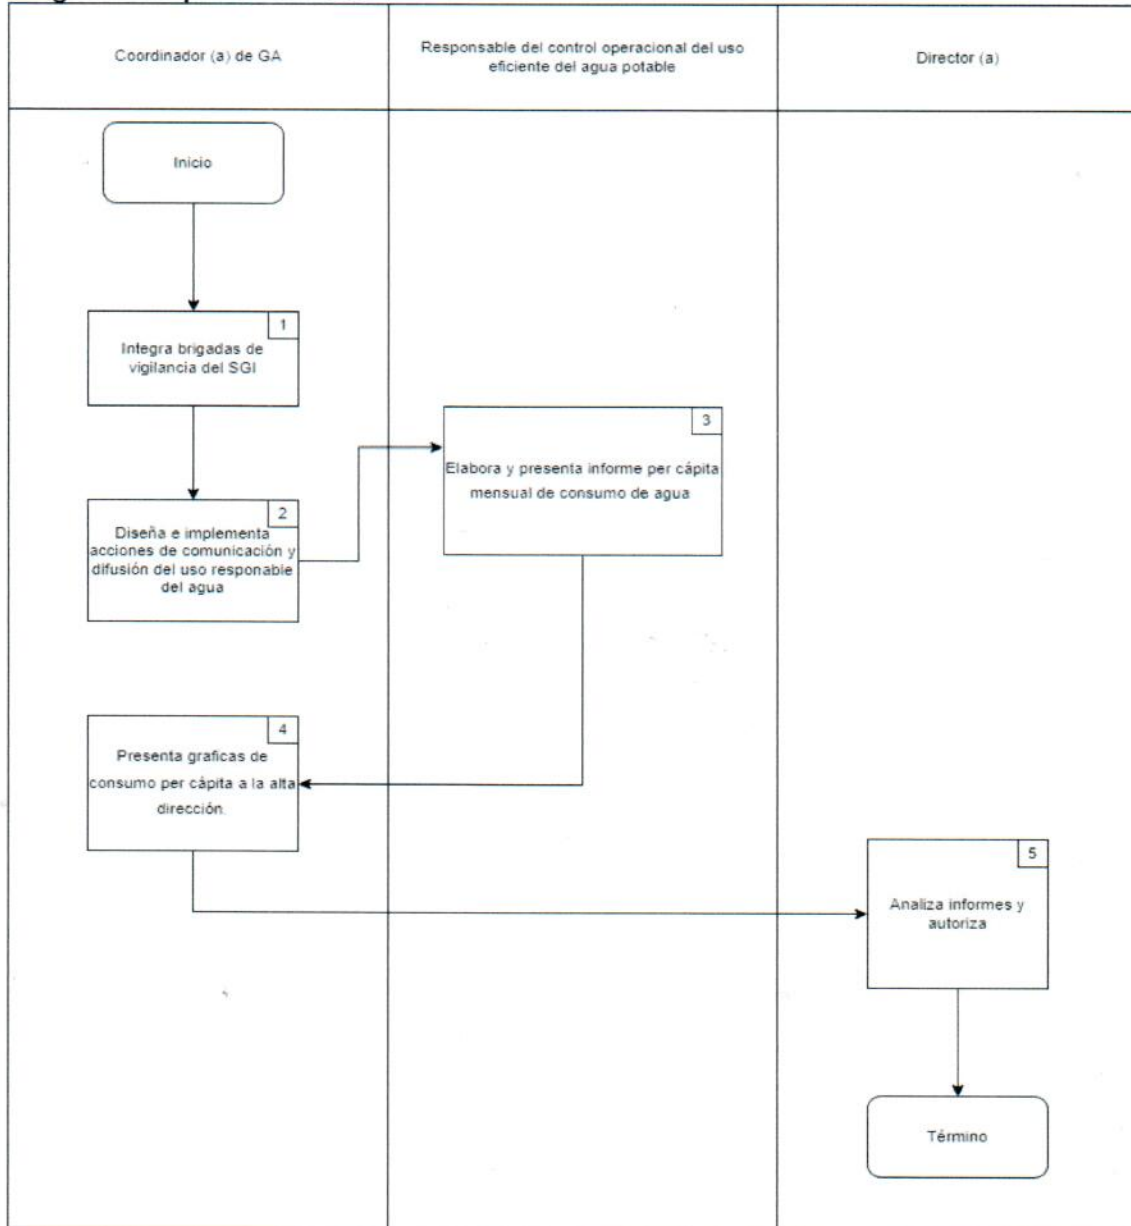 Coordinador (a) de GA
Responsable del control operacional del uso
eficiente del agua potable
Director (a)
Inicio
1
Integra brigadas de
vigilancia del SGI
2
Diseña e implementa
acciones de comunicación y
difusión del uso responable
del agua
3
Elabora y presenta informe per cápita
mensual de consumo de agua
4
Presenta graficas de
consumo per cápita a la alta
dirección.
5
Analiza informes y
autoriza
Término